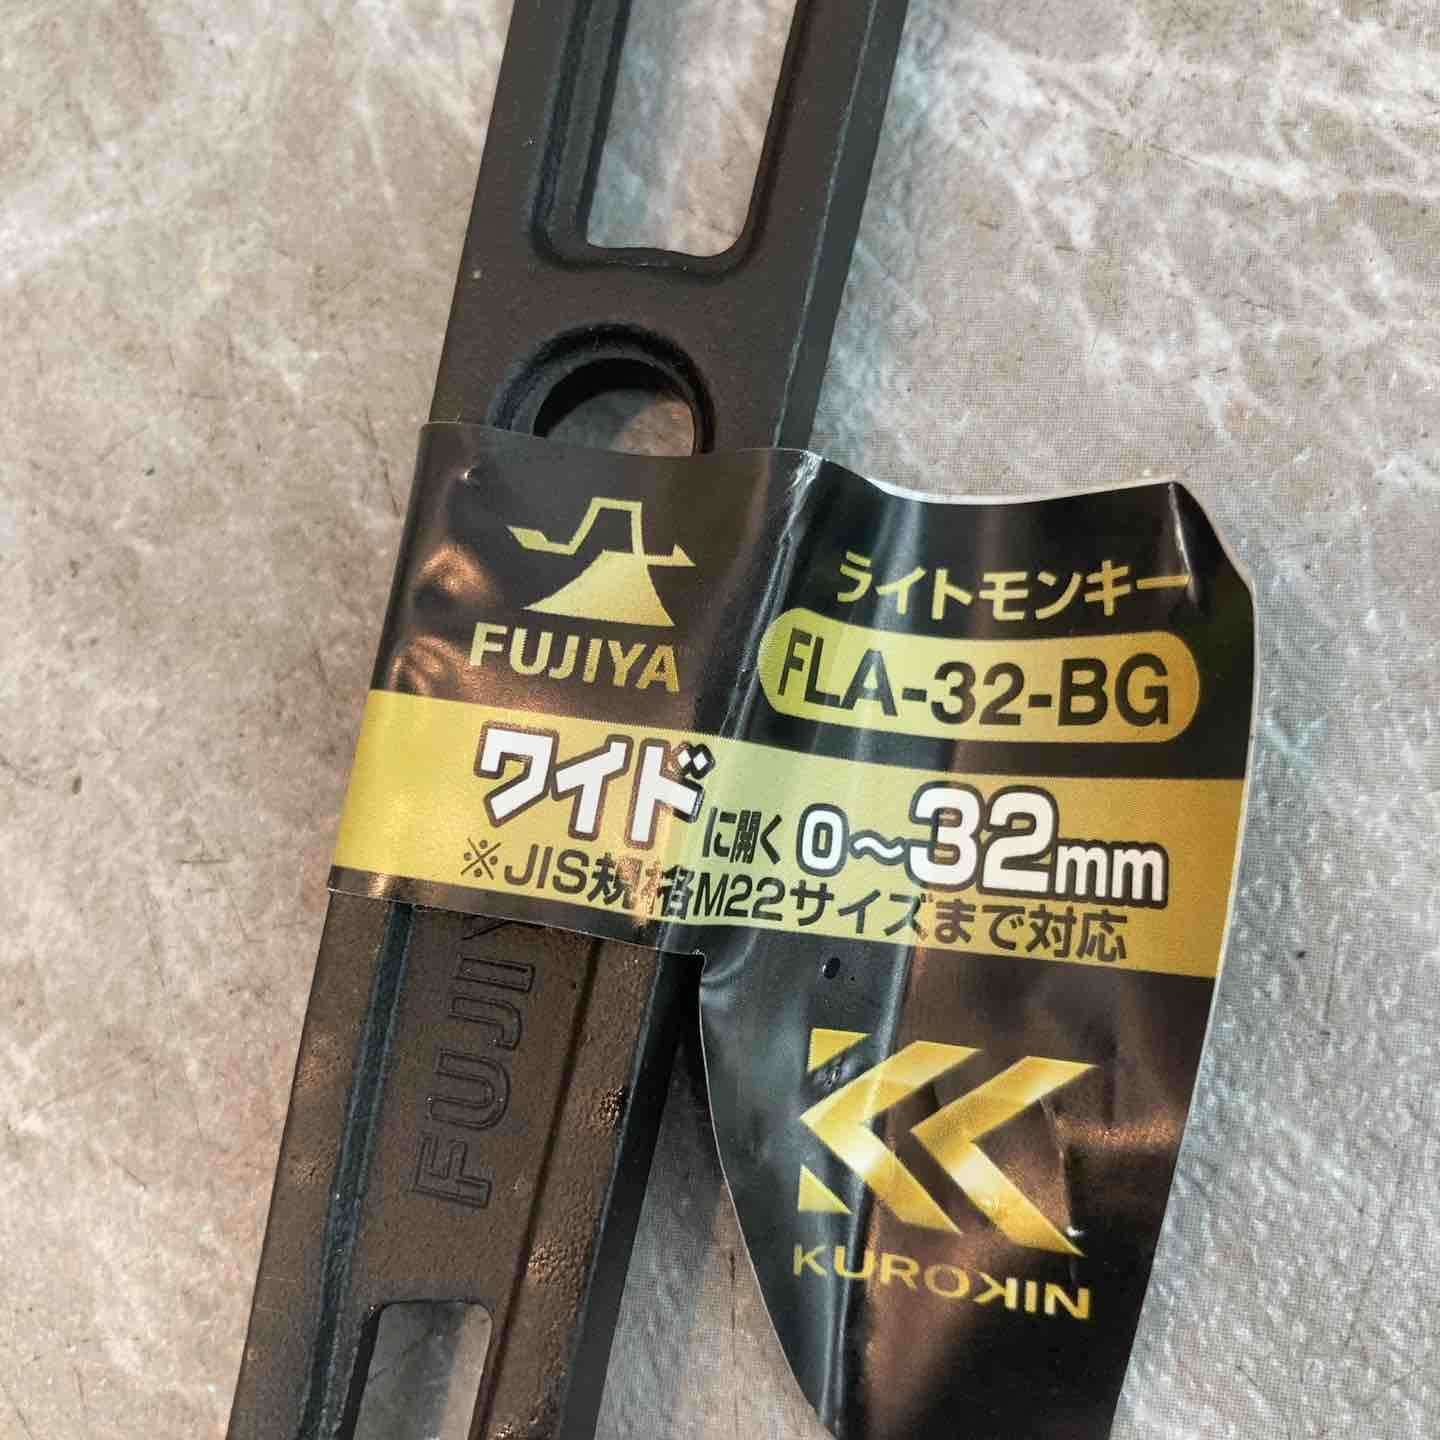 FUJIYA
ライトモンキー
FLA-32-BG
ワイドに開く 0～32mm
※JIS規格M22サイズまで対応
FUJIY
KUROKIN